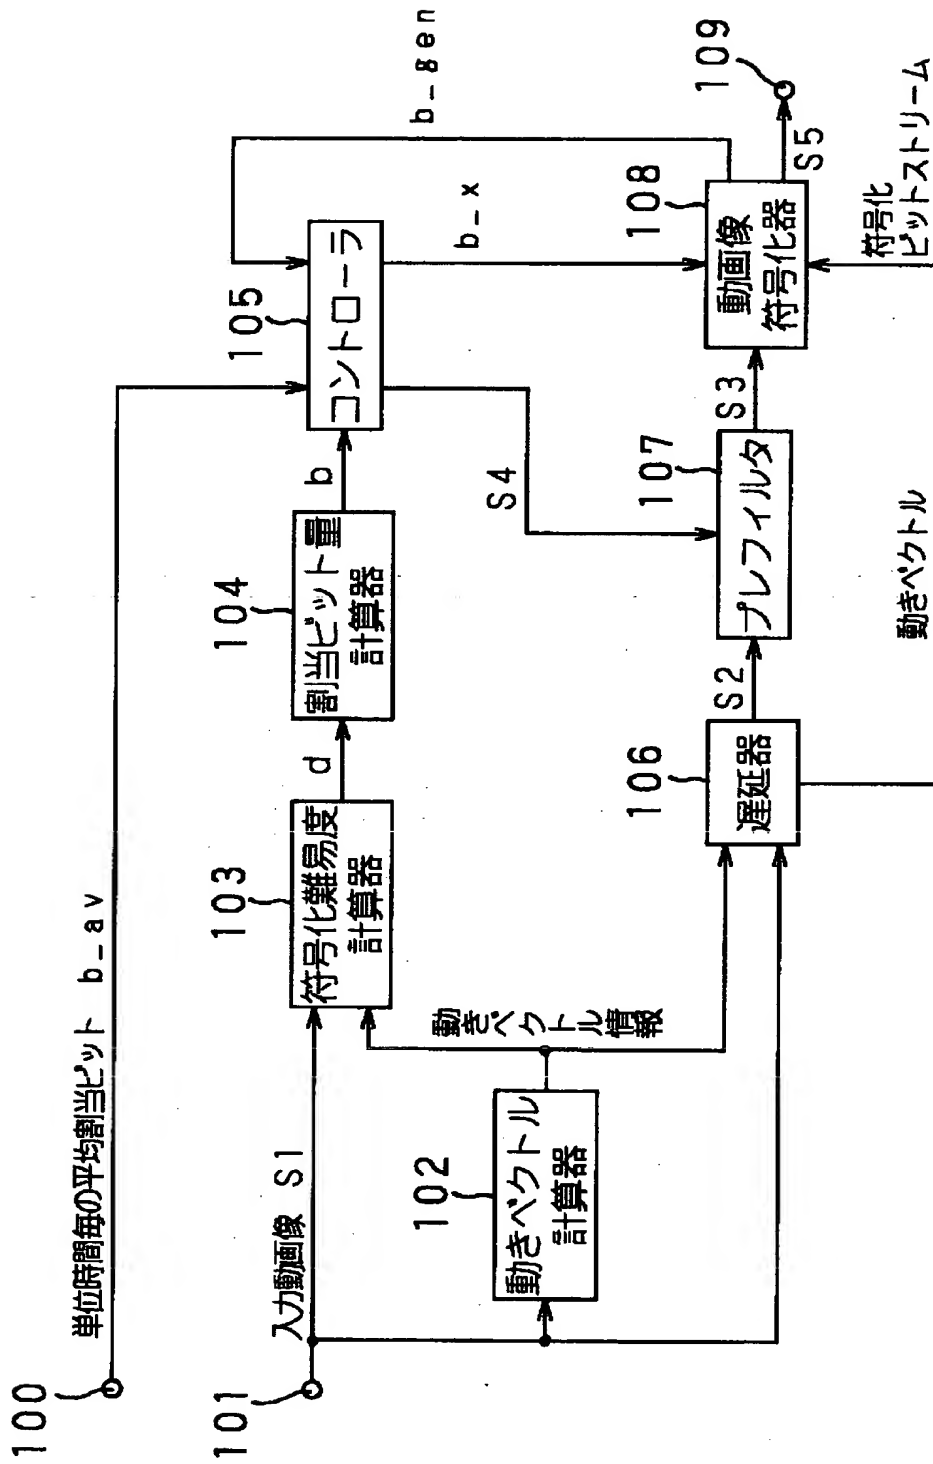 100
単位時間毎の平均割当ビット b_av
101
入力動画像 S1
102
動きベクトル
計算器
動きベクトル
情報
103
符号化難易度
計算器
d
104
割当ビット量
計算器
b
105
コントローラ
b_gen
b_x
S4
106
遅延器
S2
107
プレフィルタ
S3
108
動画像
符号化器
S5
109
動きベクトル
符号化
ビットストリーム